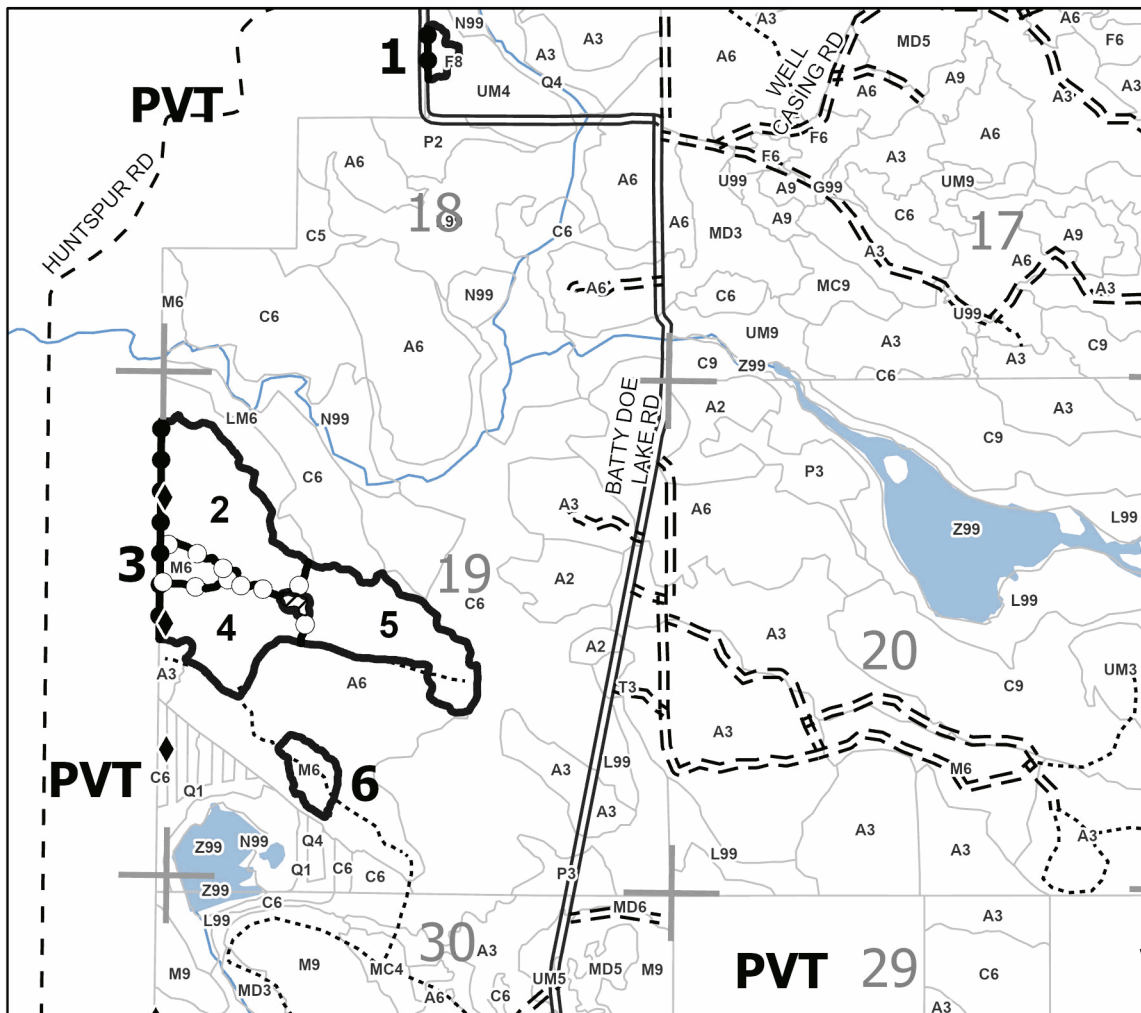 N99
A3
A3
A6
A3
MD5
A6
F6
1
F8
UM4
Q4
WELL
CASING RD
A6
A9
A3
A3
PVT
P2
A6
F6
A6
A6
F6
A3
HUNTSPUR RD
18
U99
A9
G99
UM9
C5
C6
A6
MD3
A9
C6
17
A9
A3
A6
M6
C6
N99
A6
C6
MC9
A3
U99
A6
UM9
A3
A3
C9
C9
Z99
C6
LM6
N99
BATTY DOE
LAKE RD
A2
A3
C9
C6
P3
2
A3
A6
Z99
L99
3
M6
19
A2
C6
L99
4
5
A3
20
A2
A3
A6
T3
C9
UM3
A3
PVT
C6
M6
6
A3
L99
M6
Q1
A3
Z99
N99
Q4
A3
A3
Q1
C6
C6
L99
A3
Z99
P3
C6
L99
MD6
30
A3
A3
M9
M9
MC4
MD5
M9
PVT
29
C6
MD3
A6
C6
UM5
A3